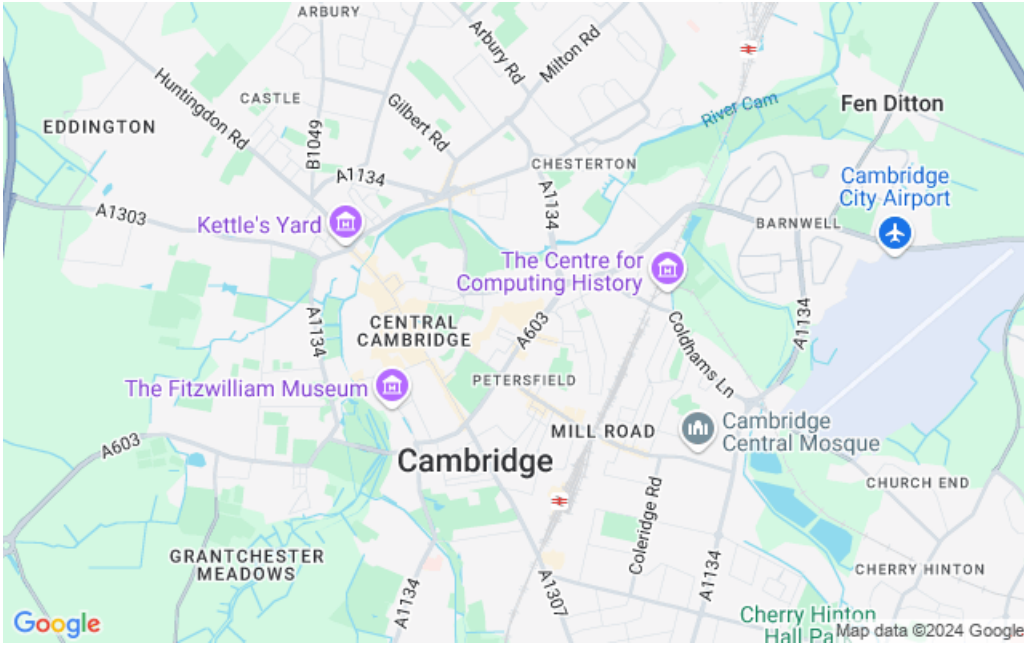 ARBURY
Arbury Rd
Milton Rd
Huntingdon Rd
CASTLE
Gilbert Rd
River Cam
Fen Ditton
EDDINGTON
B1049
CHESTERTON
A1134
Cambridge
City Airport
A1134
A1303
Kettle's Yard
BARNWELL
The Centre for
Computing History
A1134
CENTRAL
CAMBRIDGE
A603
Coldhams Ln
A1134
The Fitzwilliam Museum
PETERSFIELD
A603
MILL ROAD
Cambridge
Central Mosque
Cambridge
CHURCH END
Coleridge Rd
GRANTCHESTER
MEADOWS
A1134
A1307
A1134
CHERRY HINTON
Cherry Hinton
Hall Park
Google
Map data ©2024 Google